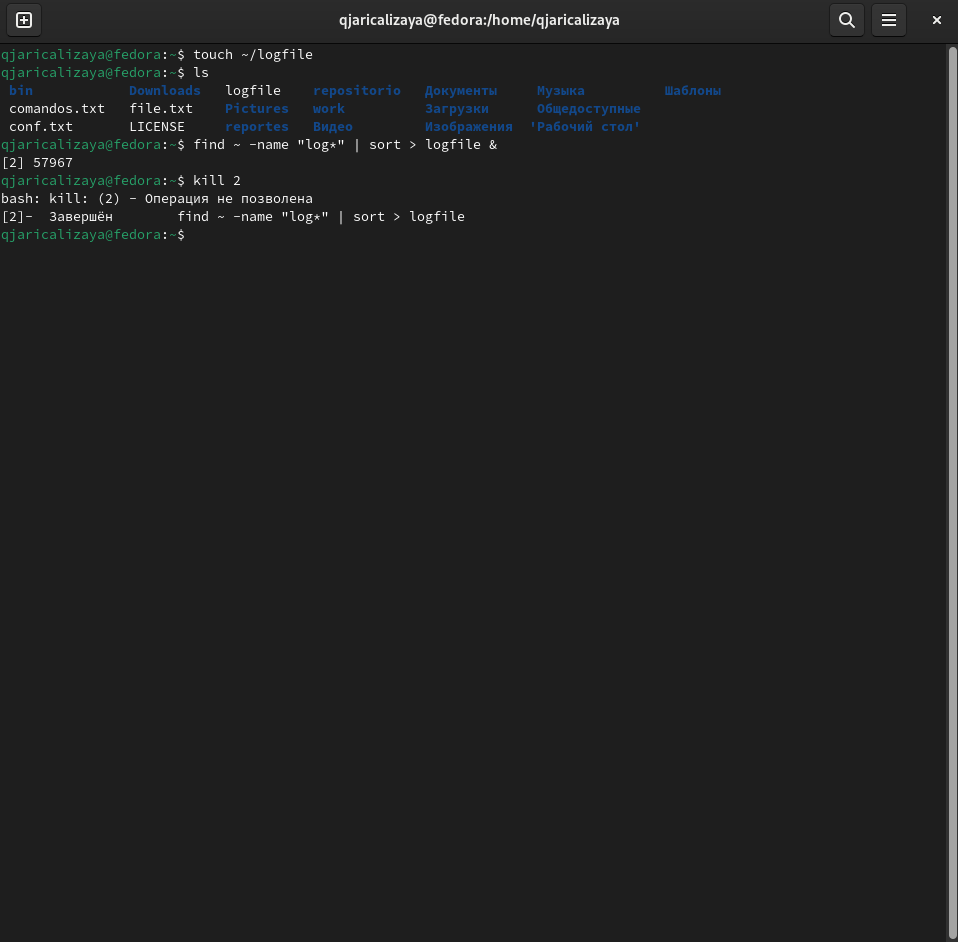 qjaricalizaya@fedora:/home/qjaricalizaya
qjaricalizaya@fedora:~$ touch ~/logfile
qjaricalizaya@fedora:~$ ls
bin Downloads logfile repositorio Документы Музыка Шаблоны
comandos.txt file.txt Pictures work Загрузки Общедоступные
conf.txt LICENSE reportes Видео Изображения 'Рабочий стол'
qjaricalizaya@fedora:~$ find ~ -name "log*" | sort > logfile &
[2] 57967
qjaricalizaya@fedora:~$ kill 2
bash: kill: (2) - Операция не позволена
[2]- Завершён find ~ -name "log*" | sort > logfile
qjaricalizaya@fedora:~$